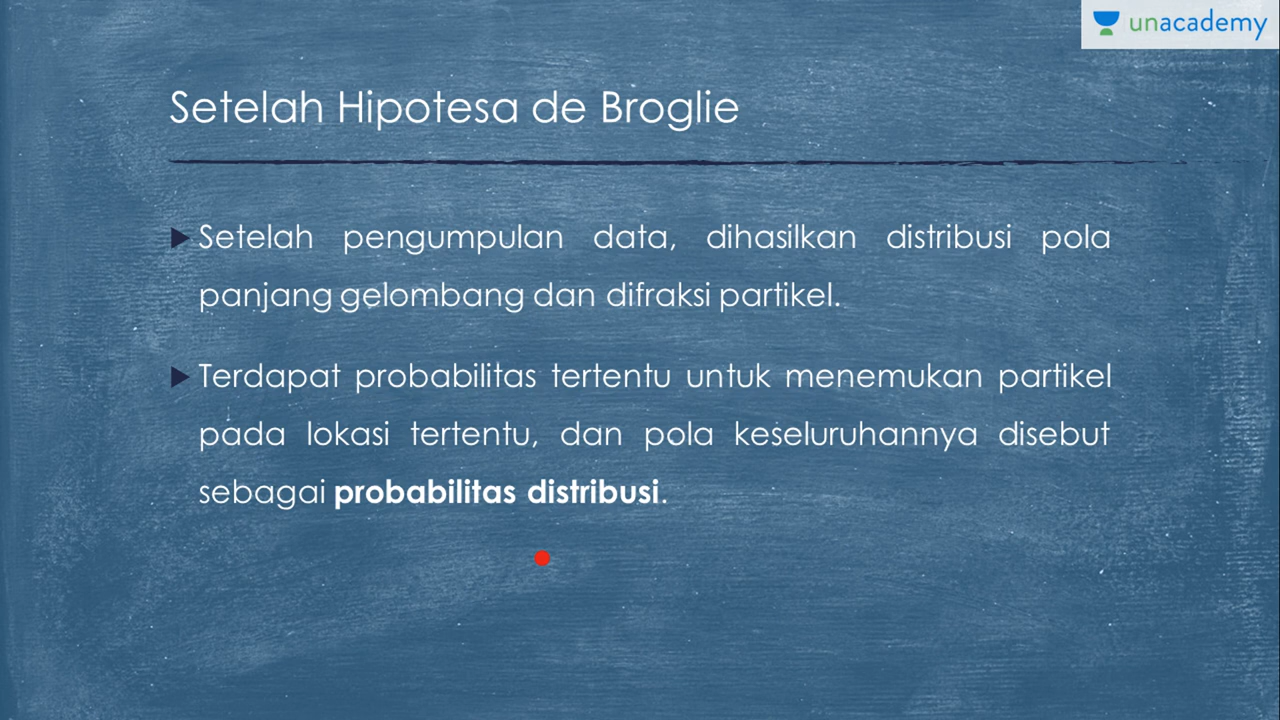 unacademy
Setelah Hipotesa de Broglie
Setelah pengumpulan data, dihasilkan distribusi pola
panjang gelombang dan difraksi partikel.
Terdapat probabilitas tertentu untuk menemukan partikel
pada lokasi tertentu, dan pola keseluruhannya disebut
sebagai probabilitas distribusi.